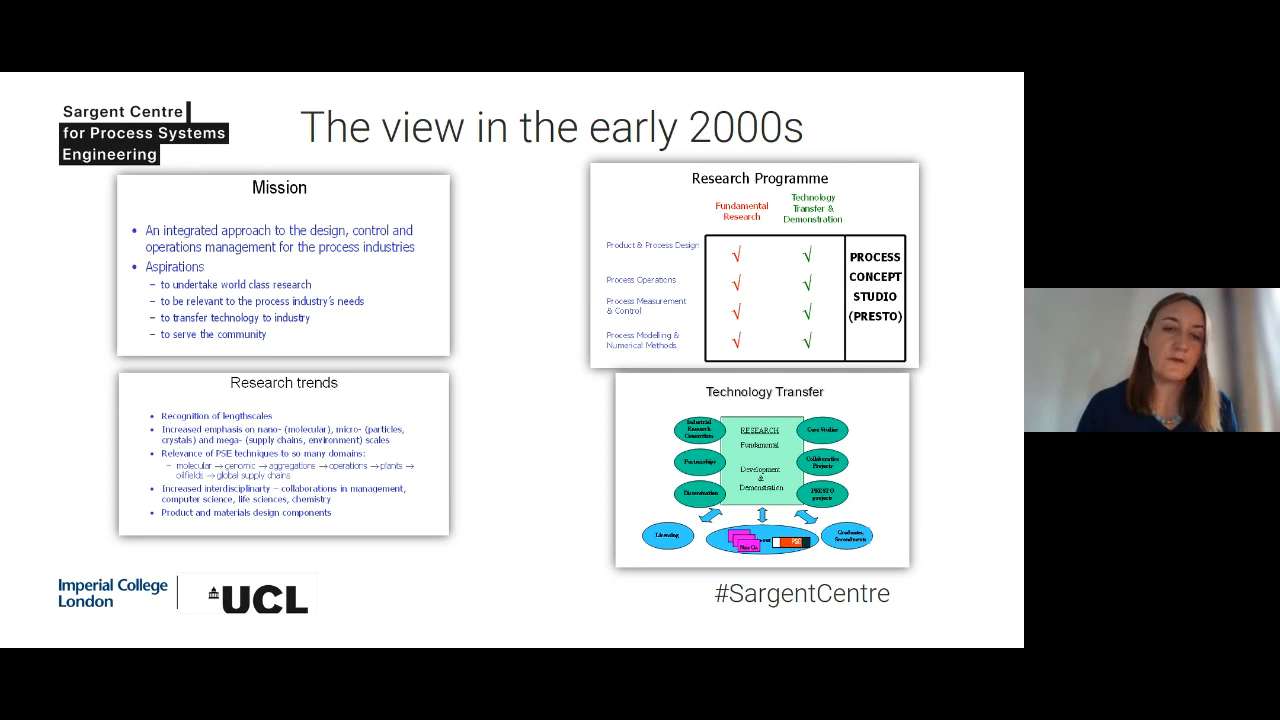 Sargent Centre
for Process Systems
Engineering
The view in the early 2000s
Mission
• An integrated approach to the design, control and
operations management for the process industries
• Aspirations
– to undertake world class research
– to be relevant to the process industry's needs
– to transfer technology to industry
– to serve the community
Research Programme
Fundamental
Research
Technology
Transfer &
Demonstration
Product & Process Design √ √
Process Operations √ √
Process Measurement
& Control √ √
Process Modelling &
Numerical Methods √ √
PROCESS
CONCEPT
STUDIO
(PRESTO)
Research trends
• Recognition of lengthscales
• Increased emphasis on nano- (molecular), micro- (particles,
crystals) and mega- (supply chains, environment) scales
• Relevance of PSE techniques to so many domains:
– molecular → genomic → aggregations → operations → plants →
oilfields → global supply chains
• Increased interdisciplinarty – collaborations in management,
computer science, life sciences, chemistry
• Product and materials design components
Technology Transfer
Industrial
Research
Consortium
Partnerships
Dissemination
RESEARCH
Fundamental
Development
&
Demonstration
Case Studies
Collaborative
Projects
PRESTO
projects
Licensing
New Co.
PSE
Graduates,
Secondments
Imperial College
London
UCL
#SargentCentre